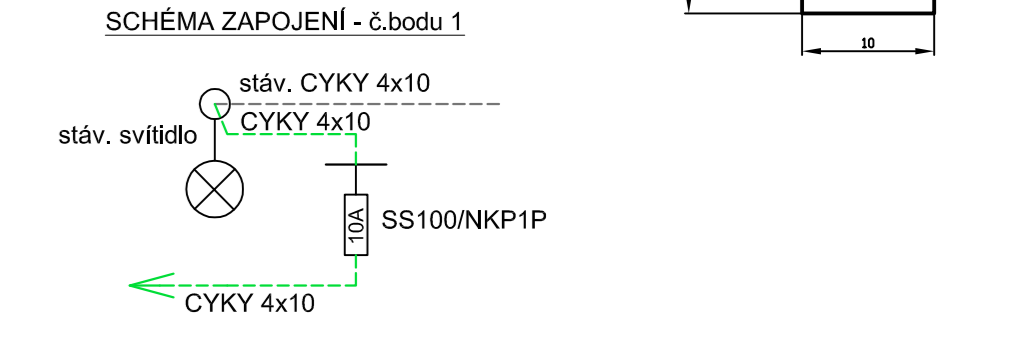 SCHÉMA ZAPOJENÍ - č.bodu 1
10
stáv. CYKY 4x10
CYKY 4x10
stáv. svítidlo
10A
SS100/NKP1P
CYKY 4x10